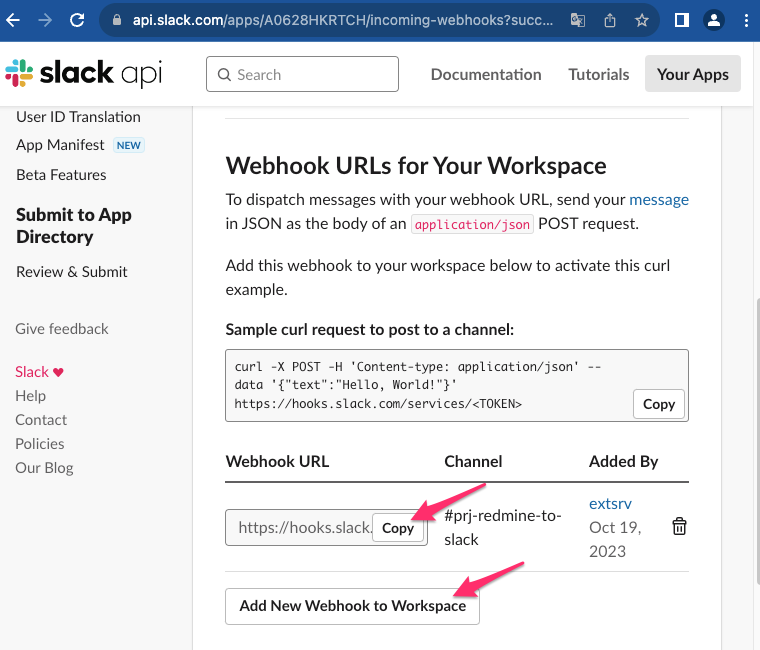 api.slack.com/apps/A0628HKRTCH/incoming-webhooks?succ...
slack api
Search
Documentation
Tutorials
Your Apps
User ID Translation
App Manifest NEW
Beta Features
Submit to App
Directory
Review & Submit
Give feedback
Slack ♥
Help
Contact
Policies
Our Blog
Webhook URLs for Your Workspace
To dispatch messages with your webhook URL, send your message
in JSON as the body of an application/json POST request.
Add this webhook to your workspace below to activate this curl
example.
Sample curl request to post to a channel:
curl -X POST -H 'Content-type: application/json' --
data '{"text":"Hello, World!"}'
https://hooks.slack.com/services/<TOKEN>
Copy
Webhook URL Channel Added By
https://hooks.slack. Copy
#prj-redmine-to-
slack
extsrv
Oct 19,
2023
Add New Webhook to Workspace